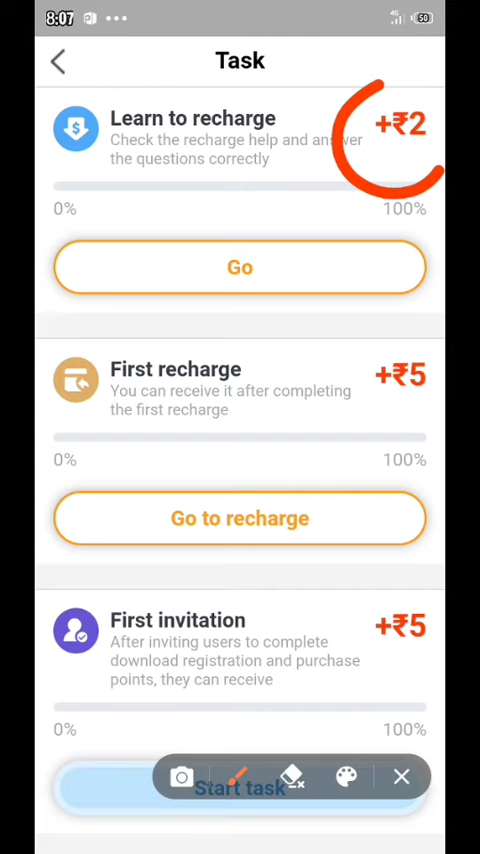 8:07
4G
50
Task
Learn to recharge
+₹2
Check the recharge help and answer
the questions correctly
0%
100%
Go
First recharge
+₹5
You can receive it after completing
the first recharge
0%
100%
Go to recharge
First invitation
+₹5
After inviting users to complete
download registration and purchase
points, they can receive
0%
100%
Start task